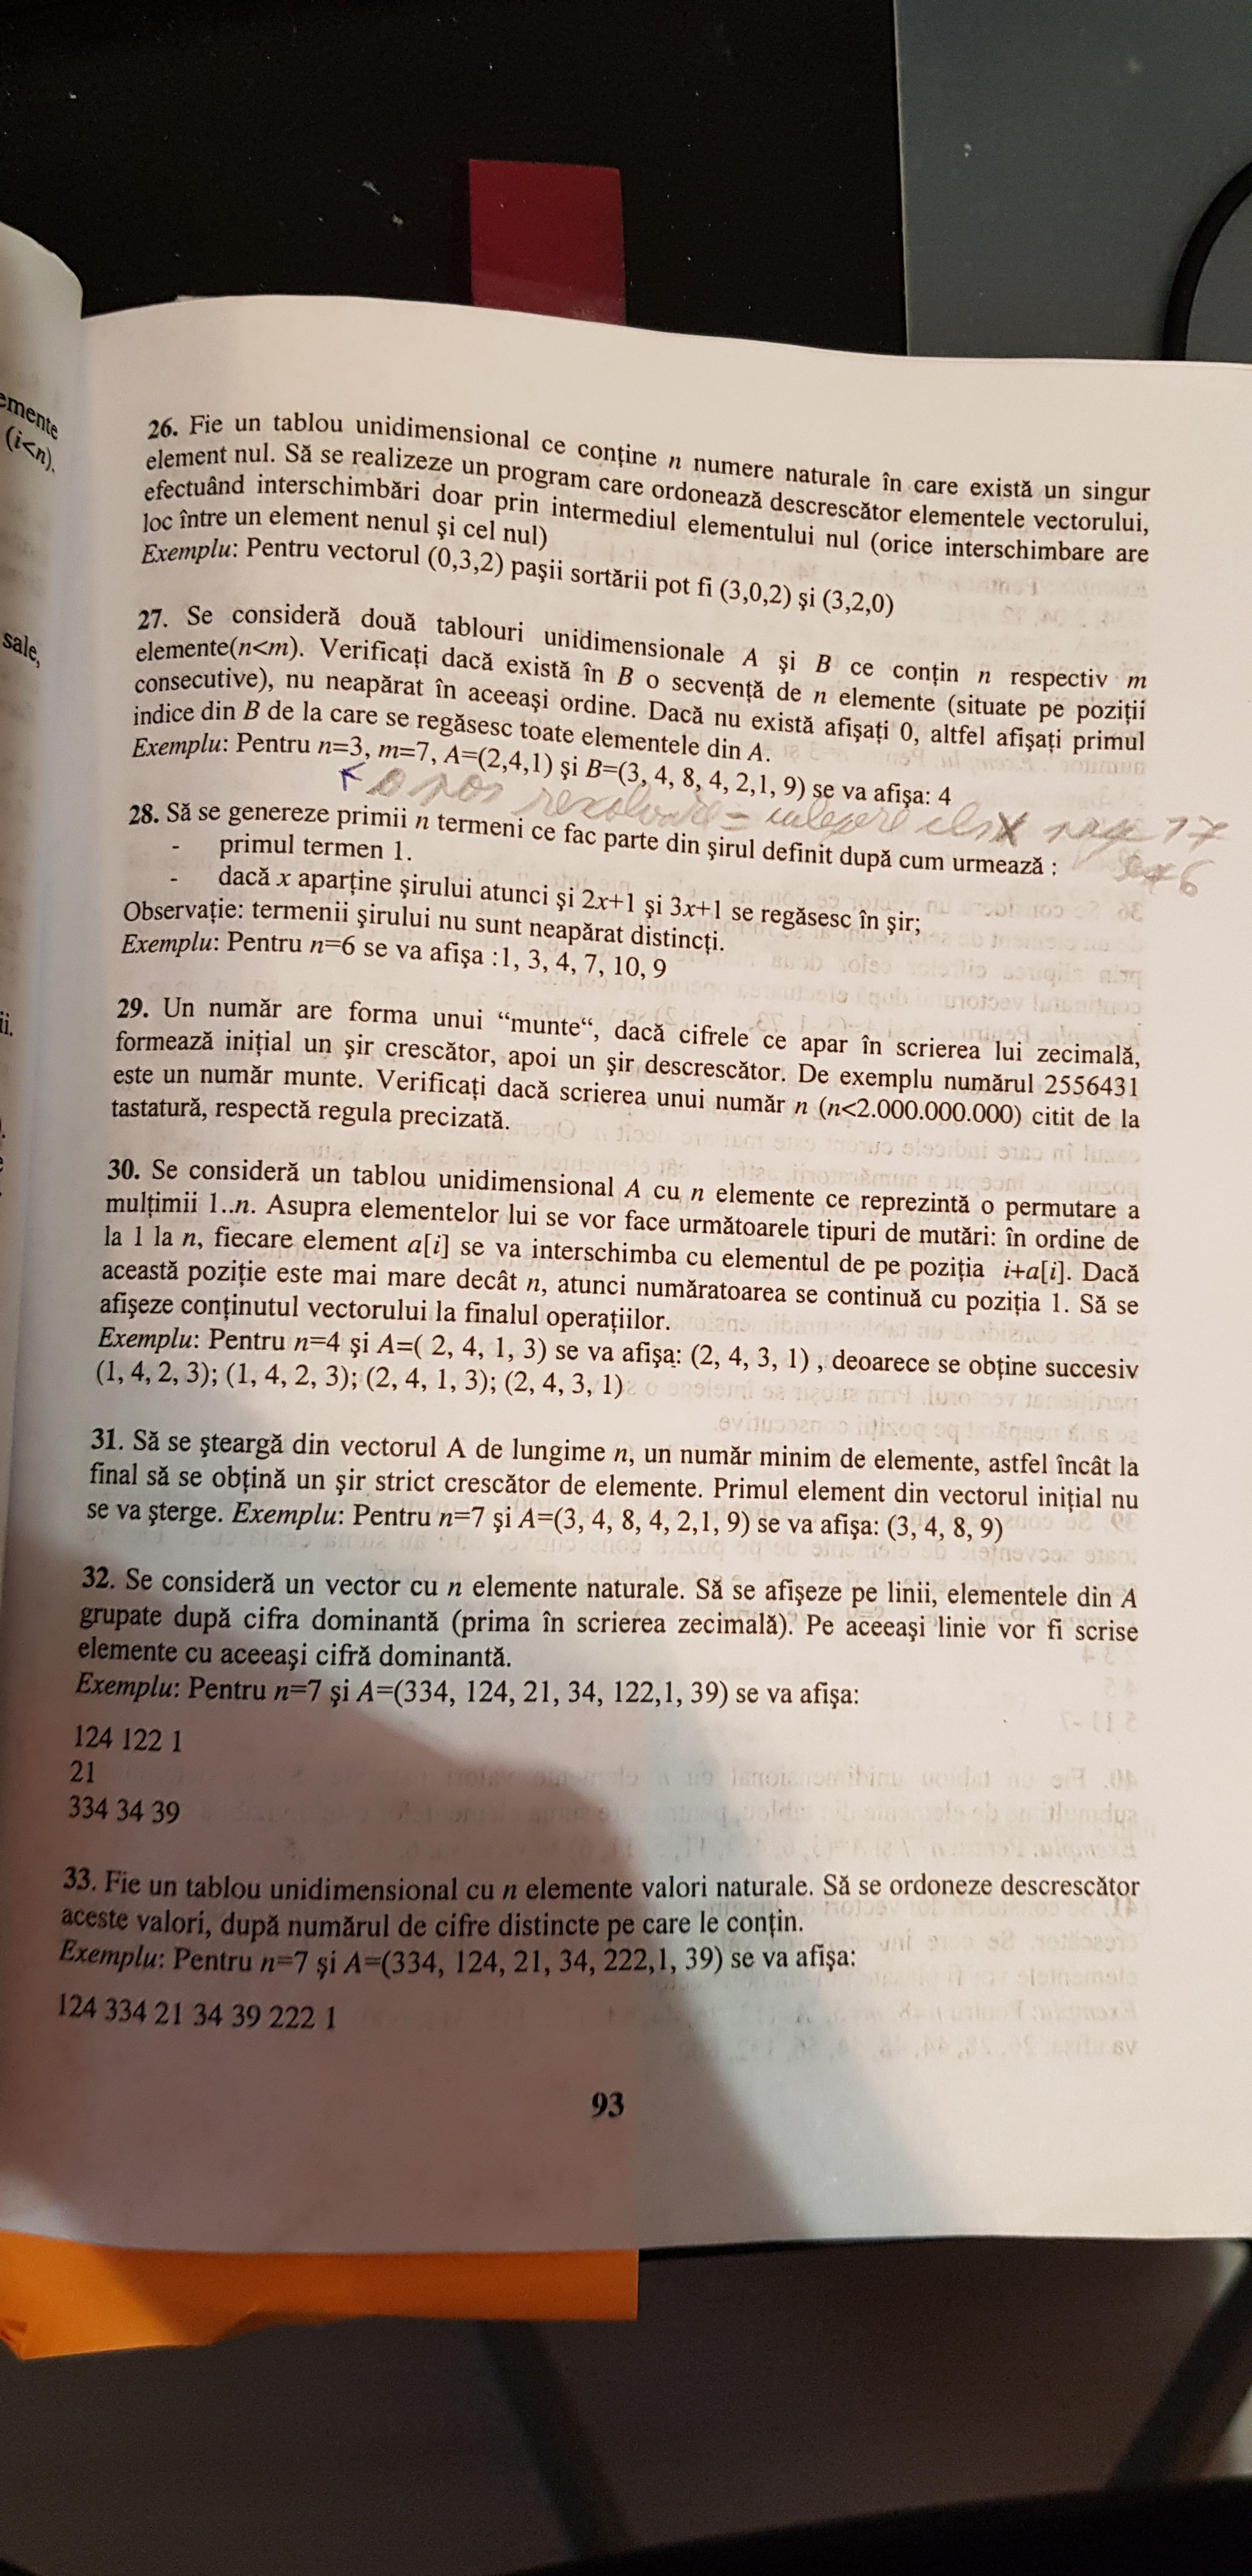 emente
(i<n).
sale,
ii.
26. Fie un tablou unidimensional ce conţine n numere naturale în care există un singur
element nul. Să se realizeze un program care ordonează descrescător elementele vectorului,
efectuând interschimbări doar prin intermediul elementului nul (orice interschimbare are
loc între un element nenul şi cel nul)
Exemplu: Pentru vectorul (0,3,2) paşii sortării pot fi (3,0,2) şi (3,2,0)
27. Se consideră două tablouri unidimensionale A şi B ce conţin n respectiv m
elemente(n<m). Verificaţi dacă există în B o secvenţă de n elemente (situate pe poziţii
consecutive), nu neapărat în aceeaşi ordine. Dacă nu există afişaţi 0, altfel afişaţi primul
indice din B de la care se regăsesc toate elementele din A.
Exemplu: Pentru n=3, m=7, A=(2,4,1) şi B=(3, 4, 8, 4, 2,1, 9) se va afişa: 4
rezolvare = culegere pag 17
ex 6
28. Să se genereze primii n termeni ce fac parte din şirul definit după cum urmează :
- primul termen 1.
- dacă x aparţine şirului atunci şi 2x+1 şi 3x+1 se regăsesc în şir;
Observaţie: termenii şirului nu sunt neapărat distincţi.
Exemplu: Pentru n=6 se va afişa :1, 3, 4, 7, 10, 9
29. Un număr are forma unui “munte“, dacă cifrele ce apar în scrierea lui zecimală,
formează iniţial un şir crescător, apoi un şir descrescător. De exemplu numărul 2556431
este un număr munte. Verificaţi dacă scrierea unui număr n (n<2.000.000.000) citit de la
tastatură, respectă regula precizată.
30. Se consideră un tablou unidimensional A cu n elemente ce reprezintă o permutare a
mulţimii 1..n. Asupra elementelor lui se vor face următoarele tipuri de mutări: în ordine de
la 1 la n, fiecare element a[i] se va interschimba cu elementul de pe poziţia i+a[i]. Dacă
această poziţie este mai mare decât n, atunci număratoarea se continuă cu poziţia 1. Să se
afişeze conţinutul vectorului la finalul operaţiilor.
Exemplu: Pentru n=4 şi A=( 2, 4, 1, 3) se va afişa: (2, 4, 3, 1) , deoarece se obţine succesiv
(1, 4, 2, 3); (1, 4, 2, 3); (2, 4, 1, 3); (2, 4, 3, 1)
31. Să se şteargă din vectorul A de lungime n, un număr minim de elemente, astfel încât la
final să se obţină un şir strict crescător de elemente. Primul element din vectorul iniţial nu
se va şterge. Exemplu: Pentru n=7 şi A=(3, 4, 8, 4, 2,1, 9) se va afişa: (3, 4, 8, 9)
32. Se consideră un vector cu n elemente naturale. Să se afişeze pe linii, elementele din A
grupate după cifra dominantă (prima în scrierea zecimală). Pe aceeaşi linie vor fi scrise
elemente cu aceeaşi cifră dominantă.
Exemplu: Pentru n=7 şi A=(334, 124, 21, 34, 122,1, 39) se va afişa:
124 122 1
21
334 34 39
33. Fie un tablou unidimensional cu n elemente valori naturale. Să se ordoneze descrescător
aceste valori, după numărul de cifre distincte pe care le conţin.
Exemplu: Pentru n=7 şi A=(334, 124, 21, 34, 222,1, 39) se va afişa:
124 334 21 34 39 222 1
93